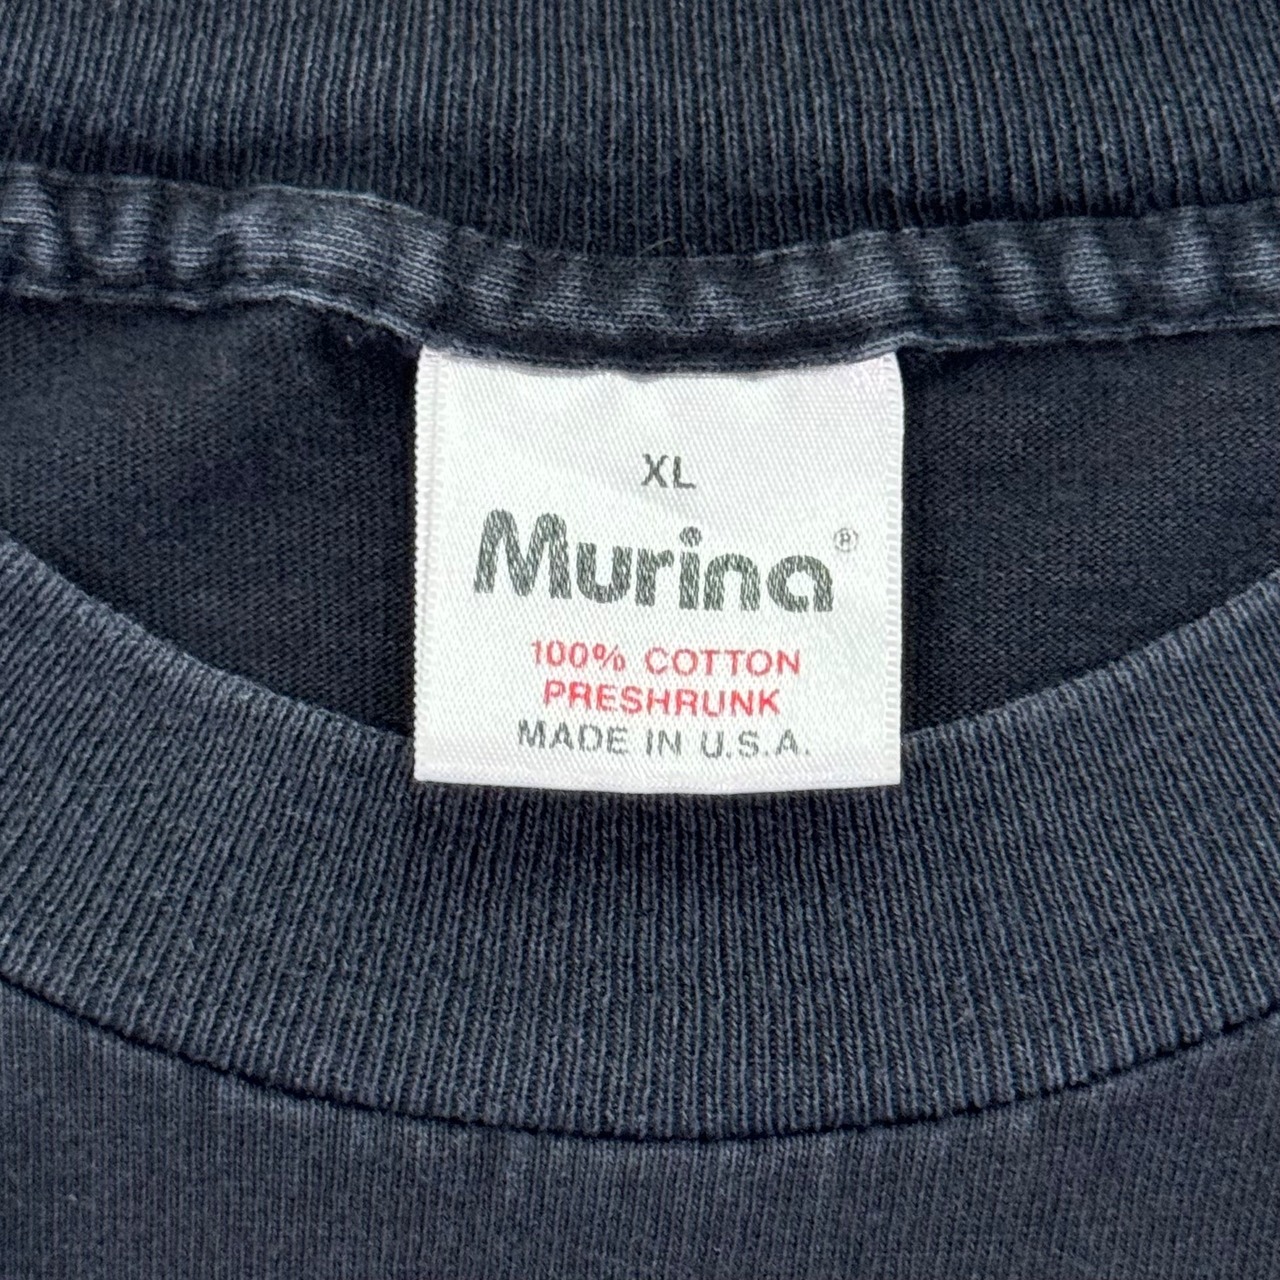 XL
Murina®
100% COTTON
PRESHRUNK
MADE IN U.S.A.